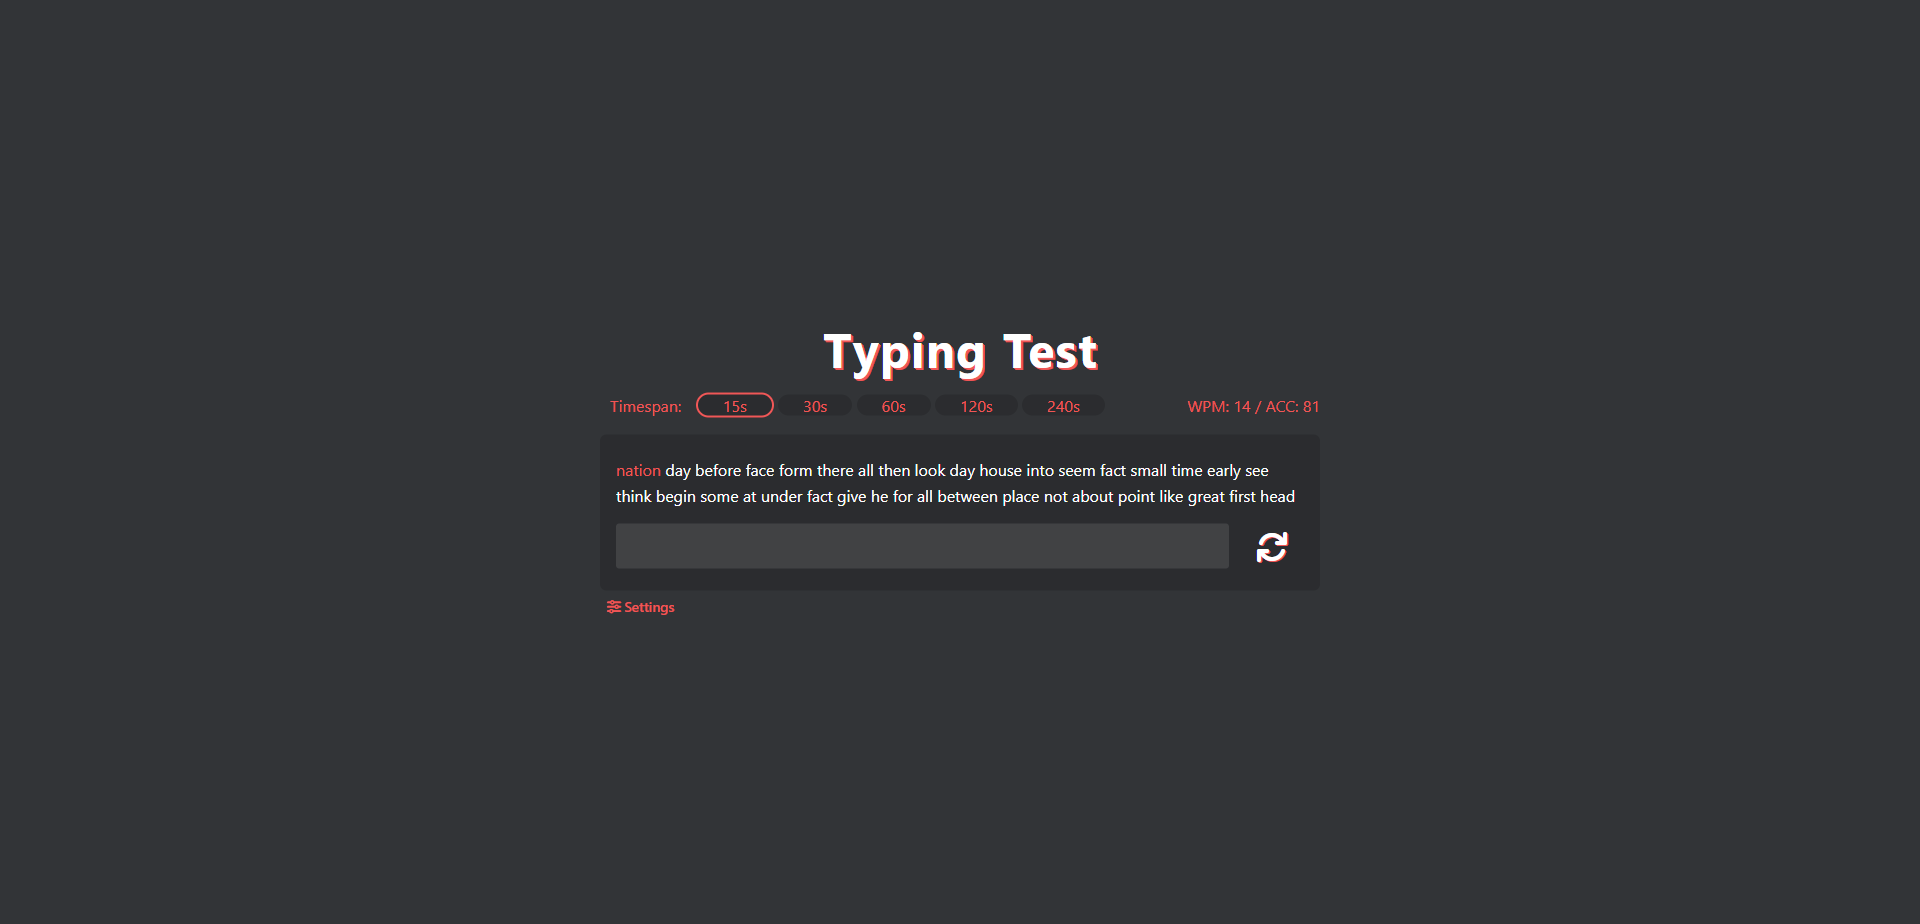 Typing Test
Timespan: 15s 30s 60s 120s 240s WPM: 14 / ACC: 81
nation day before face form there all then look day house into seem fact small time early see
think begin some at under fact give he for all between place not about point like great first head
Settings